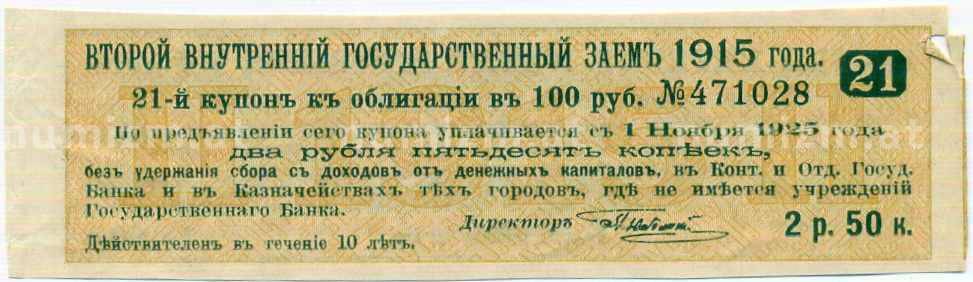 ВТОРОЙ ВНУТРЕННІЙ ГОСУДАРСТВЕННЫЙ ЗАЕМЪ 1915 года.
21
21-й купонъ къ облигаціи въ 100 руб. №471028
По предъявленіи сего купона уплачивается съ 1 Ноября 1925 года
два рубля пятьдесятъ копѣекъ,
безъ удержанія сбора съ доходовъ отъ денежныхъ капиталовъ, въ Конт. и Отд. Госуд.
Банка и въ Казначействахъ тѣхъ городовъ, гдѣ не имѣется учрежденій
Государственнаго Банка.
Директоръ
2 р. 50 к.
Дѣйствителенъ въ теченіе 10 лѣтъ.